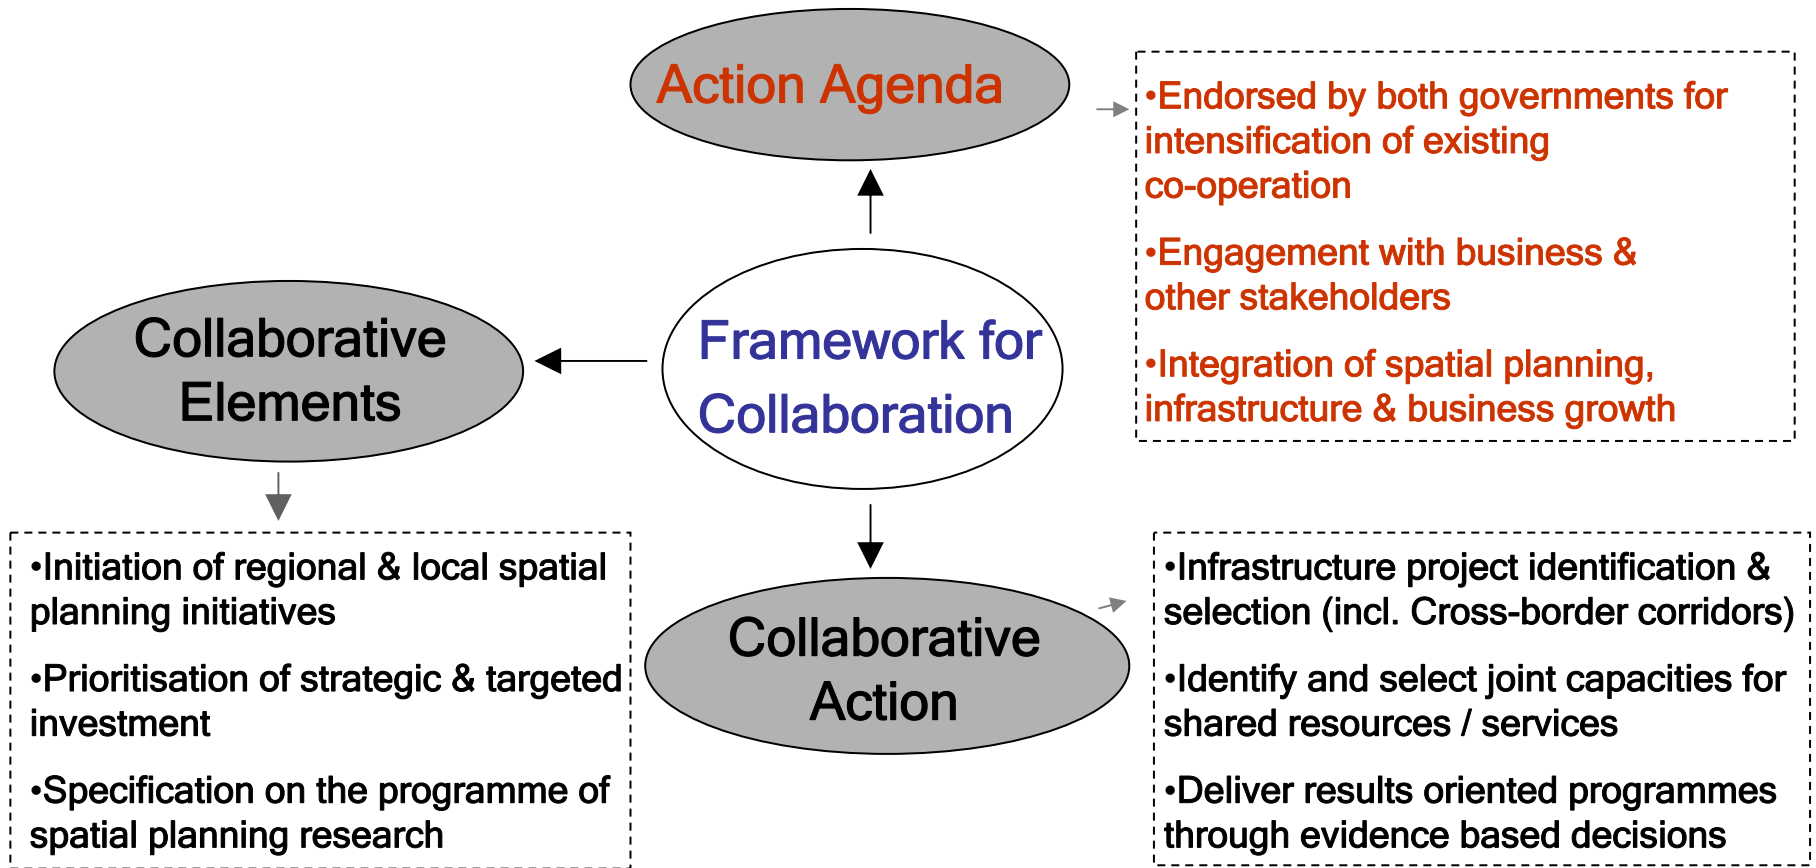 Action Agenda
•Endorsed by both governments for
intensification of existing
co-operation
•Engagement with business &
other stakeholders
•Integration of spatial planning,
infrastructure & business growth
Framework for
Collaboration
Collaborative
Elements
•Initiation of regional & local spatial
planning initiatives
•Prioritisation of strategic & targeted
investment
•Specification on the programme of
spatial planning research
Collaborative
Action
•Infrastructure project identification &
selection (incl. Cross-border corridors)
•Identify and select joint capacities for
shared resources / services
•Deliver results oriented programmes
through evidence based decisions